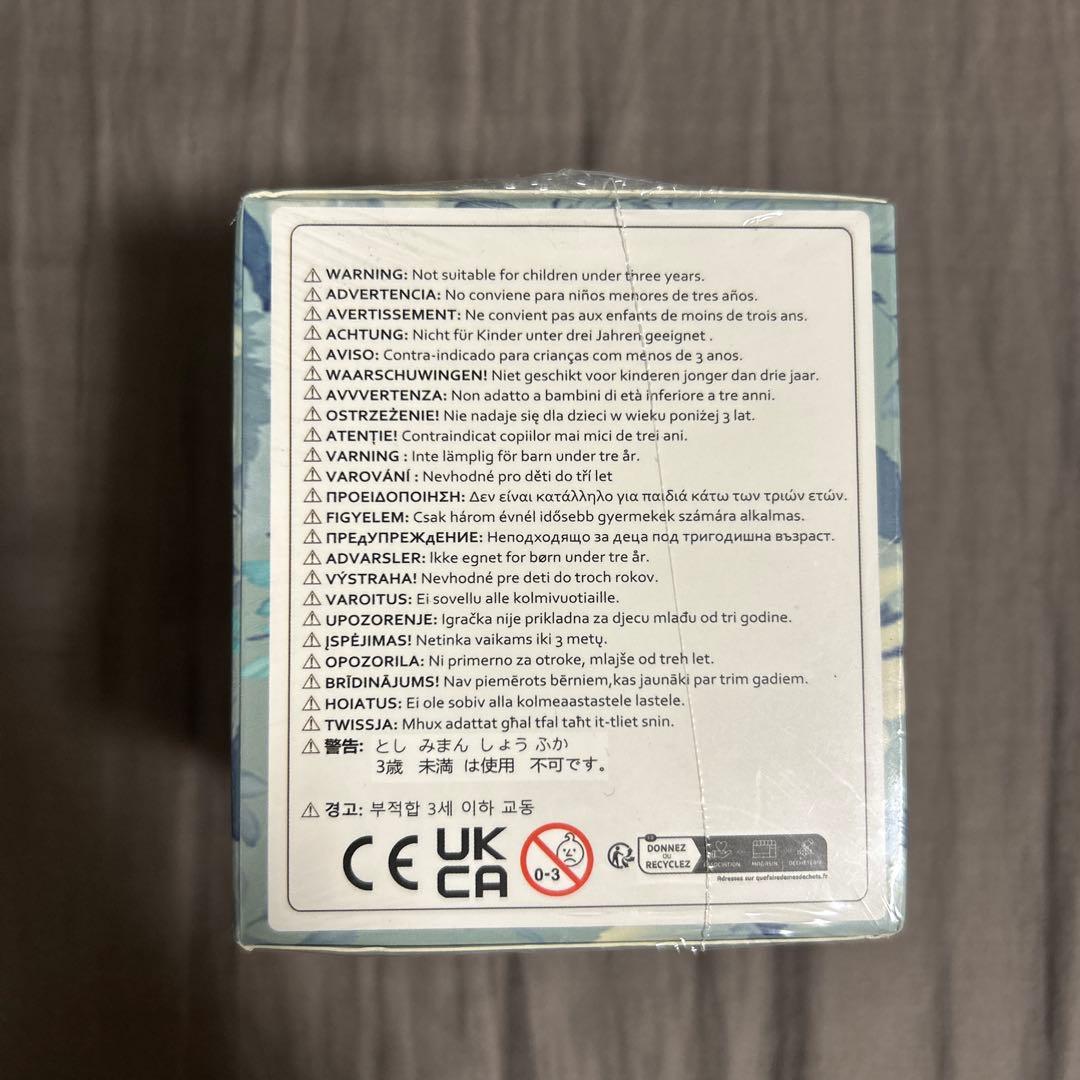 ⚠ WARNING: Not suitable for children under three years.
⚠ ADVERTENCIA: No conviene para niños menores de tres años.
⚠ AVERTISSEMENT: Ne convient pas aux enfants de moins de trois ans.
⚠ ACHTUNG: Nicht für Kinder unter drei Jahren geeignet .
⚠ AVISO: Contra-indicado para crianças com menos de 3 anos.
⚠ WAARSCHUWINGEN! Niet geschikt voor kinderen jonger dan drie jaar.
⚠ AVVVERTENZA: Non adatto a bambini di età inferiore a tre anni.
⚠ OSTRZEŻENIE! Nie nadaje się dla dzieci w wieku poniżej 3 lat.
⚠ ATENȚIE! Contraindicat copiilor mai mici de trei ani.
⚠ VARNING : Inte lämplig för barn under tre år.
⚠ VAROVÁNÍ : Nevhodné pro děti do tří let
⚠ ΠΡΟΕΙΔΟΠΟΙΗΣΗ: Δεν είναι κατάλληλο για παιδιά κάτω των τριών ετών.
⚠ FIGYELEM: Csak három évnél idősebb gyermekek számára alkalmas.
⚠ ПРЕдУПРЕЖдЕНИЕ: Неподходящо за деца под тригодишна възраст.
⚠ ADVARSLER: Ikke egnet for børn under tre år.
⚠ VÝSTRAHA! Nevhodné pre deti do troch rokov.
⚠ VAROITUS: Ei sovellu alle kolmivuotiaille.
⚠ UPOZORENJE: Igračka nije prikladna za djecu mlađu od tri godine.
⚠ ĮSPĖJIMAS! Netinka vaikams iki 3 metų.
⚠ OPOZORILA: Ni primerno za otroke, mlajše od treh let.
⚠ BRĪDINĀJUMS! Nav piemērots bērniem,kas jaunāki par trim gadiem.
⚠ HOIATUS: Ei ole sobiv alla kolmeaastastele lastele.
⚠ TWISSJA: Mhux adattat għal tfal taħt it-tliet snin.
⚠ 警告: とし みまん しょう ふか
3歳 未満 は使用 不可です。
⚠ 경고: 부적합 3세 이하 교동
CE
UK
CA
0-3
FR
DONNEZ
OU
RECYCLEZ
ASSOCIATION
MAGASIN
DÉCHÈTERIE
Adresses sur quefairedemesdechets.fr